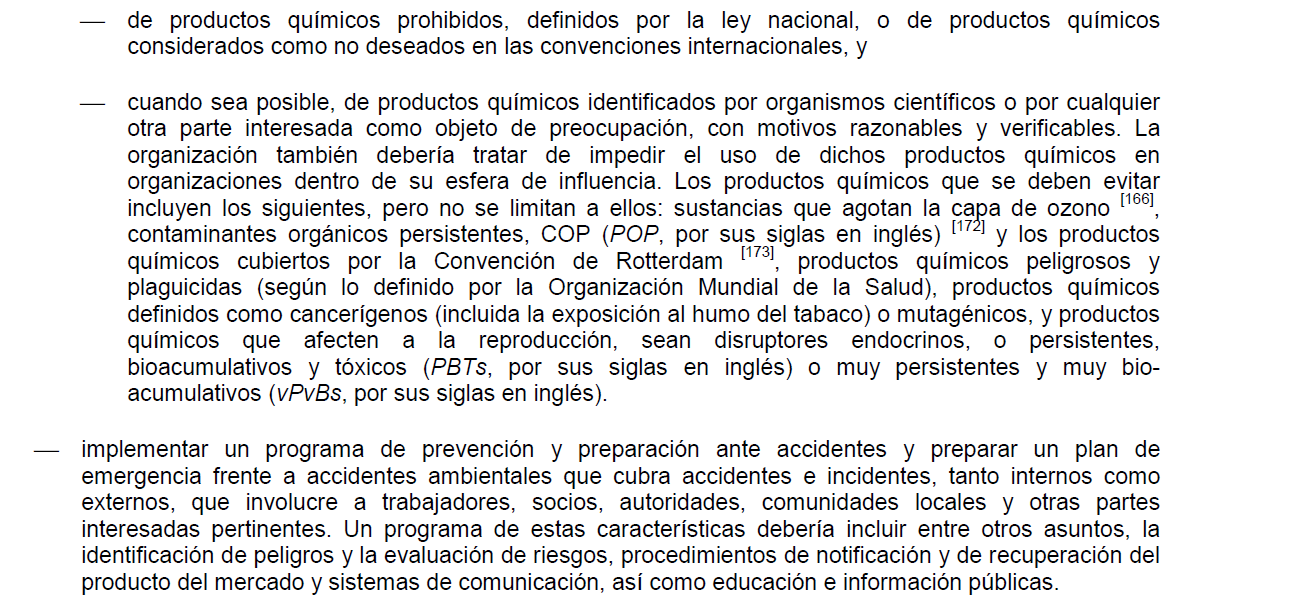 — de productos químicos prohibidos, definidos por la ley nacional, o de productos químicos
considerados como no deseados en las convenciones internacionales, y
— cuando sea posible, de productos químicos identificados por organismos científicos o por cualquier
otra parte interesada como objeto de preocupación, con motivos razonables y verificables. La
organización también debería tratar de impedir el uso de dichos productos químicos en
organizaciones dentro de su esfera de influencia. Los productos químicos que se deben evitar
incluyen los siguientes, pero no se limitan a ellos: sustancias que agotan la capa de ozono [166],
contaminantes orgánicos persistentes, COP (POP, por sus siglas en inglés) [172] y los productos
químicos cubiertos por la Convención de Rotterdam [173], productos químicos peligrosos y
plaguicidas (según lo definido por la Organización Mundial de la Salud), productos químicos
definidos como cancerígenos (incluida la exposición al humo del tabaco) o mutagénicos, y productos
químicos que afecten a la reproducción, sean disruptores endocrinos, o persistentes,
bioacumulativos y tóxicos (PBTs, por sus siglas en inglés) o muy persistentes y muy bio-
acumulativos (vPvBs, por sus siglas en inglés).
— implementar un programa de prevención y preparación ante accidentes y preparar un plan de
emergencia frente a accidentes ambientales que cubra accidentes e incidentes, tanto internos como
externos, que involucre a trabajadores, socios, autoridades, comunidades locales y otras partes
interesadas pertinentes. Un programa de estas características debería incluir entre otros asuntos, la
identificación de peligros y la evaluación de riesgos, procedimientos de notificación y de recuperación del
producto del mercado y sistemas de comunicación, así como educación e información públicas.